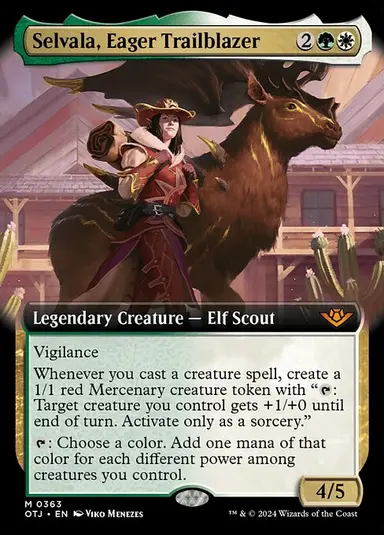 Selvala, Eager Trailblazer 2
Legendary Creature — Elf Scout
Vigilance
Whenever you cast a creature spell, create a
1/1 red Mercenary creature token with “:
Target creature you control gets +1/+0 until
end of turn. Activate only as a sorcery.”
: Choose a color. Add one mana of that
color for each different power among
creatures you control.
4/5
M 0363
OTJ • EN Viko Menezes
™ & © 2024 Wizards of the Coast